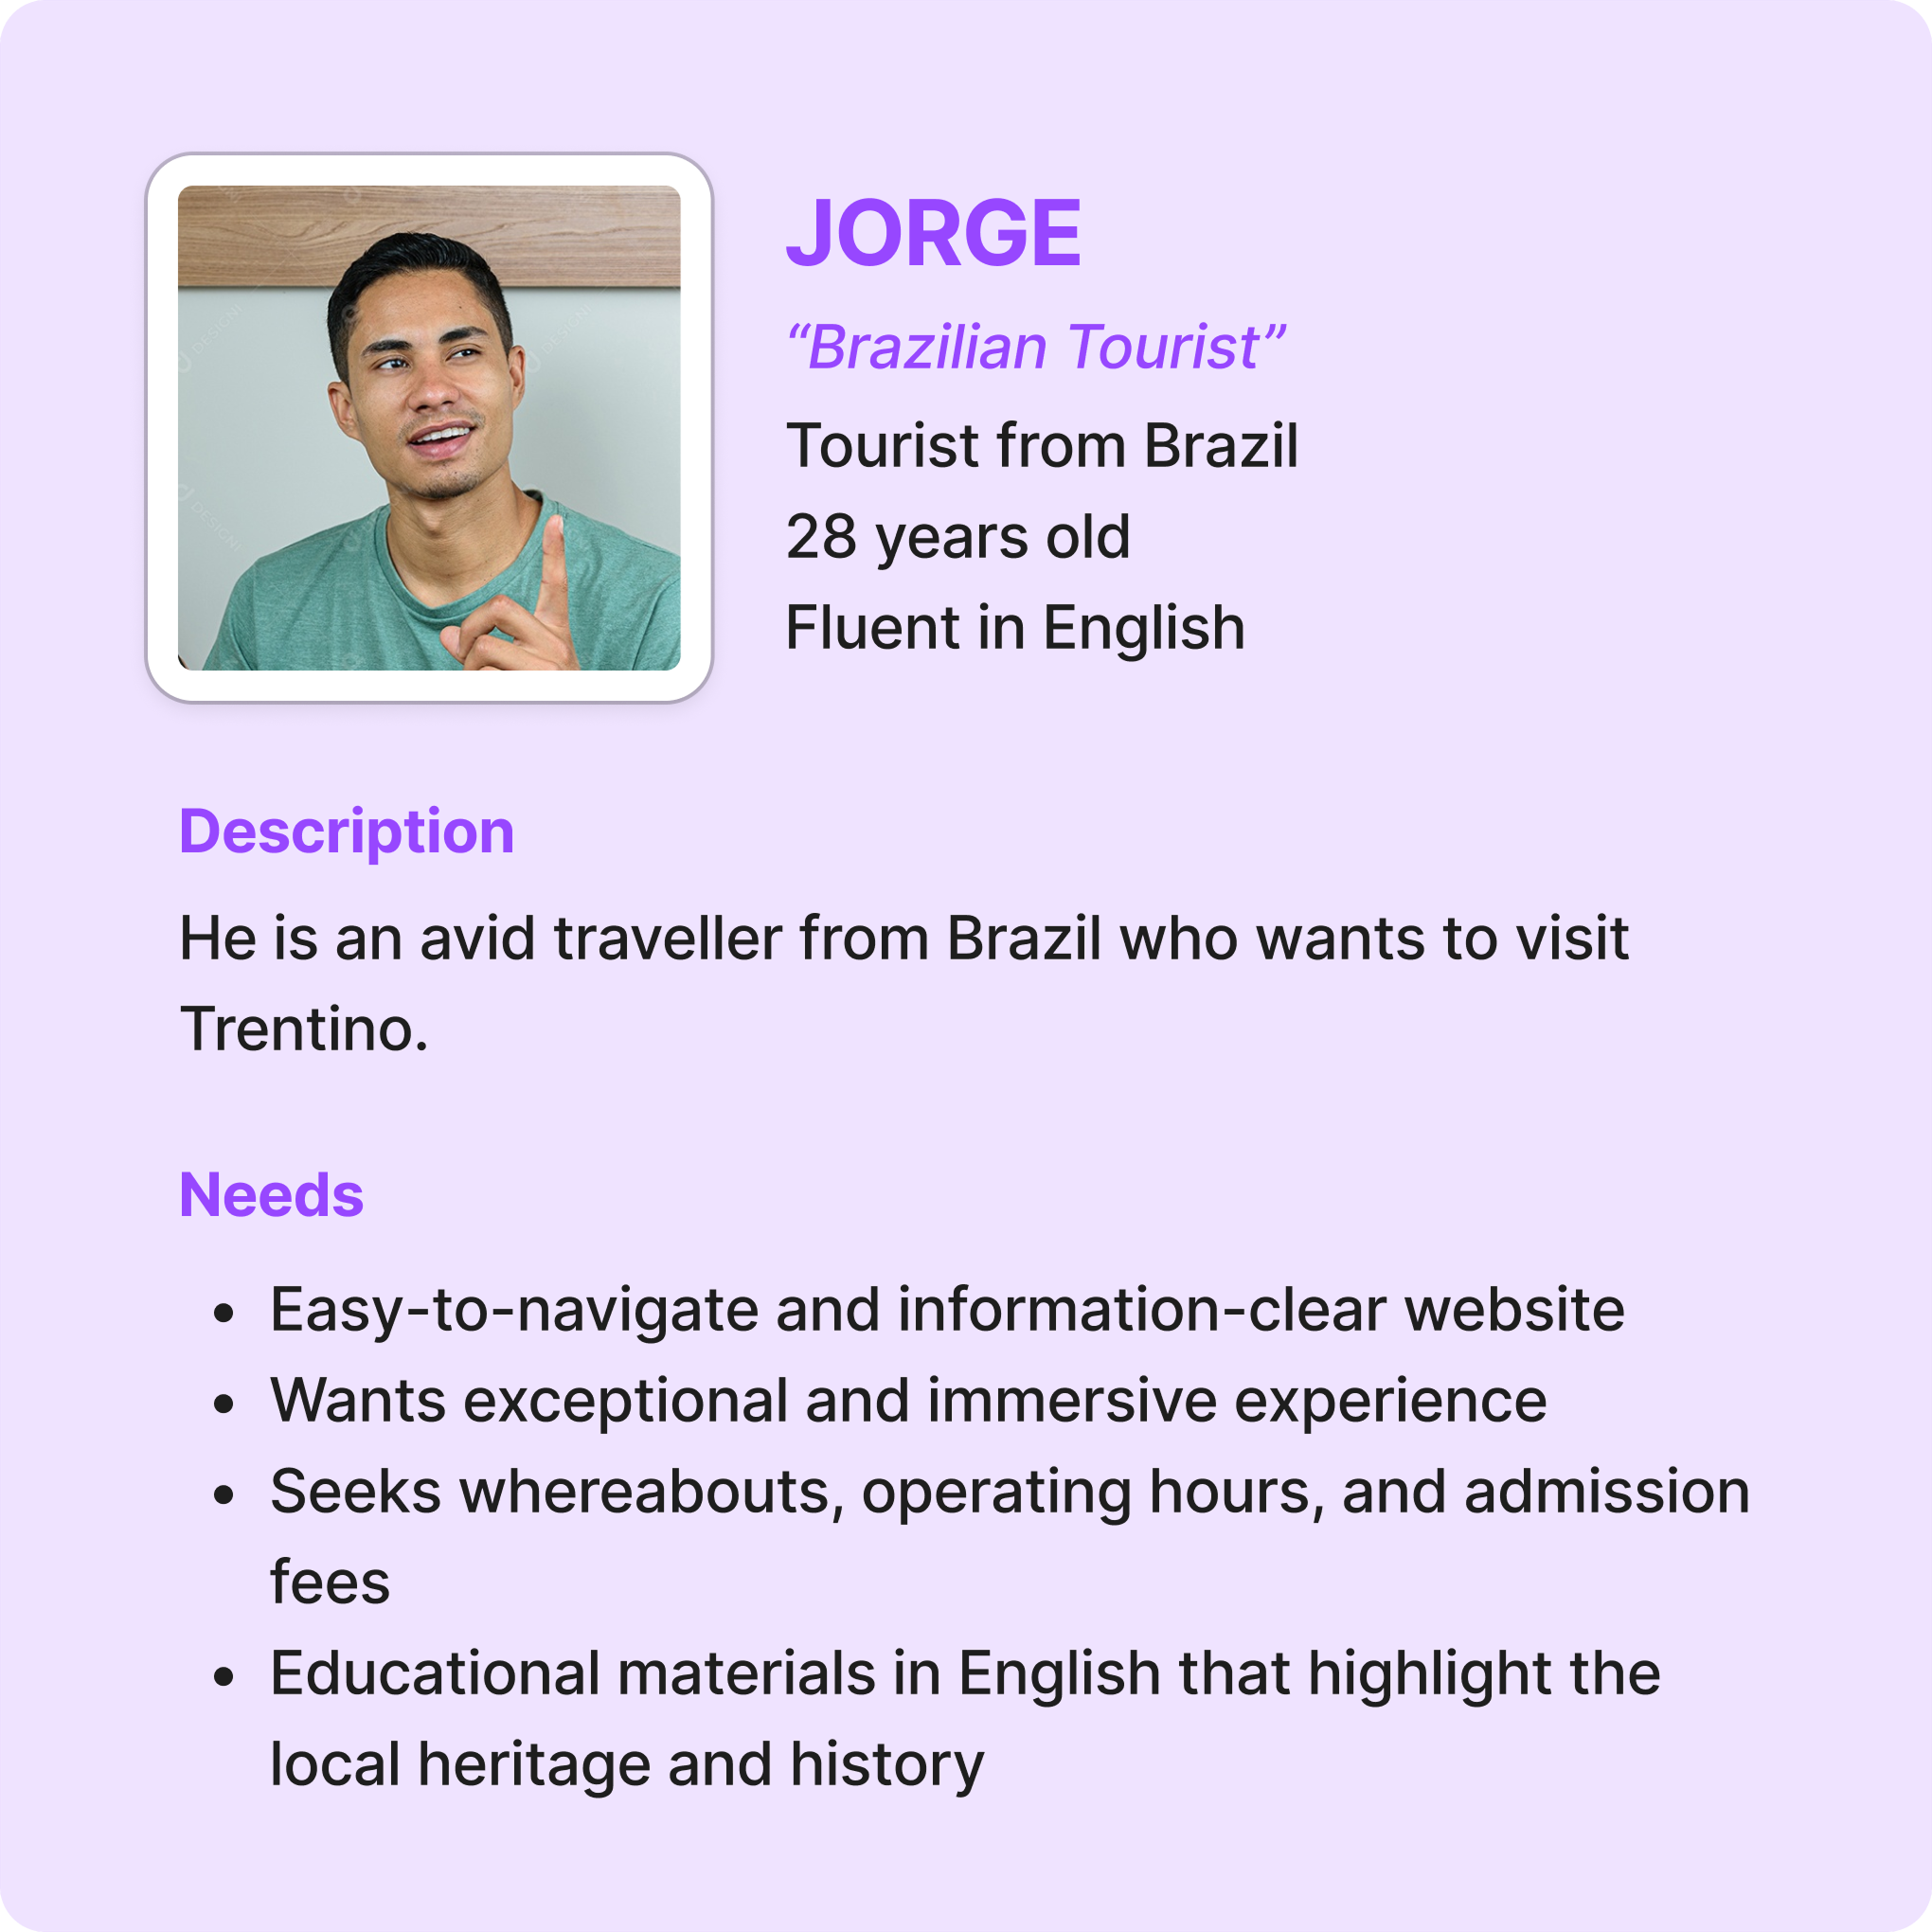 JORGE
“Brazilian Tourist”
Tourist from Brazil
28 years old
Fluent in English
Description
He is an avid traveller from Brazil who wants to visit
Trentino.
Needs
• Easy-to-navigate and information-clear website
• Wants exceptional and immersive experience
• Seeks whereabouts, operating hours, and admission
fees
• Educational materials in English that highlight the
local heritage and history